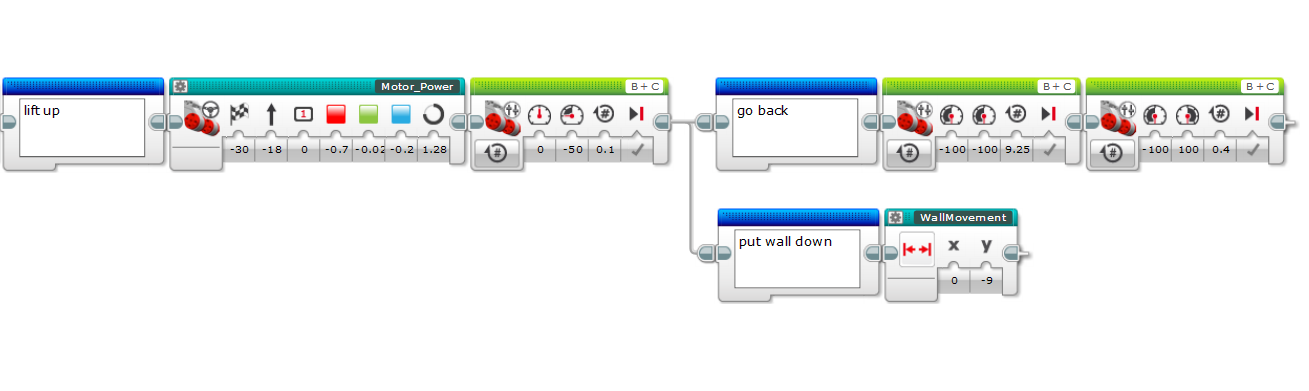 lift up
Motor_Power
1
-30 -18 0 -0.7 -0.02 -0.2 1.28
B + C
#
#
0 -50 0.1
go back
B + C
#
#
-100 -100 9.25
B + C
#
#
-100 100 0.4
put wall down
WallMovement
x y
0 -9